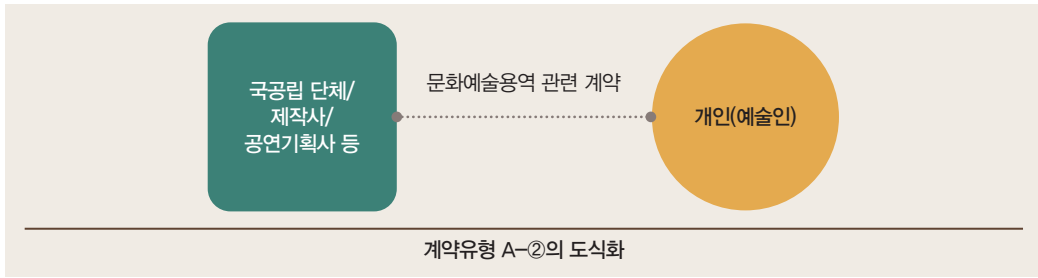 국공립 단체/
제작사/
공연기획사 등
문화예술용역 관련 계약
개인(예술인)
계약유형 A–②의 도식화